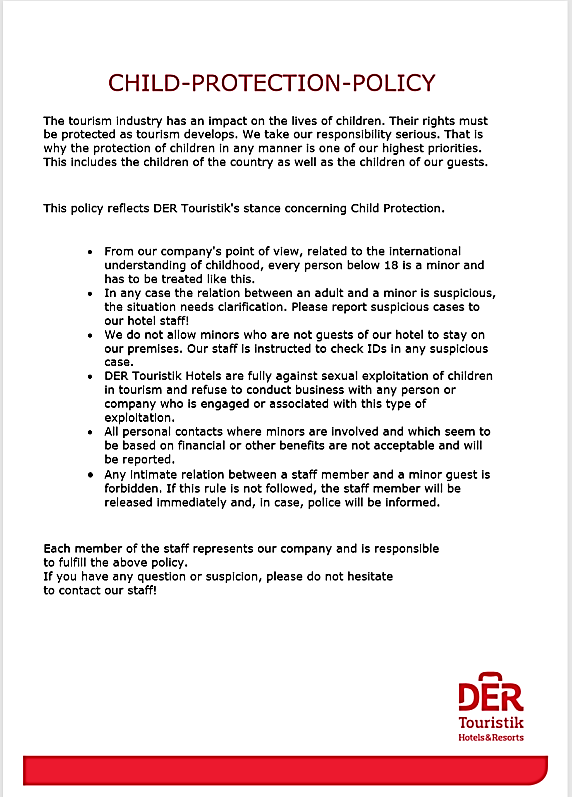 CHILD-PROTECTION-POLICY
The tourism industry has an impact on the lives of children. Their rights must
be protected as tourism develops. We take our responsibility serious. That is
why the protection of children in any manner is one of our highest priorities.
This includes the children of the country as well as the children of our guests.
This policy reflects DER Touristik's stance concerning Child Protection.
• From our company's point of view, related to the international
understanding of childhood, every person below 18 is a minor and
has to be treated like this.
• In any case the relation between an adult and a minor is suspicious,
the situation needs clarification. Please report suspicious cases to
our hotel staff!
• We do not allow minors who are not guests of our hotel to stay on
our premises. Our staff is instructed to check IDs in any suspicious
case.
• DER Touristik Hotels are fully against sexual exploitation of children
in tourism and refuse to conduct business with any person or
company who is engaged or associated with this type of
exploitation.
• All personal contacts where minors are involved and which seem to
be based on financial or other benefits are not acceptable and will
be reported.
• Any intimate relation between a staff member and a minor guest is
forbidden. If this rule is not followed, the staff member will be
released immediately and, in case, police will be informed.
Each member of the staff represents our company and is responsible
to fulfill the above policy.
If you have any question or suspicion, please do not hesitate
to contact our staff!
DER
Touristik
Hotels&Resorts